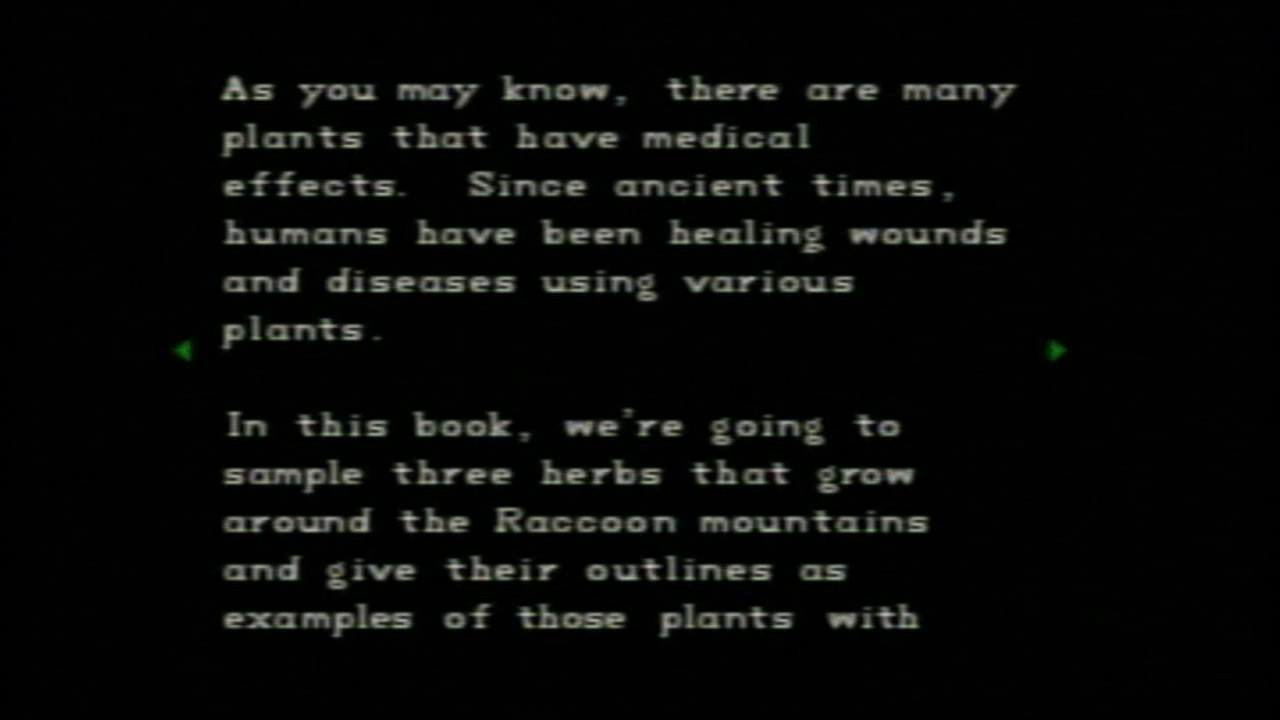 As you may know, there are many
plants that have medical
effects.  Since ancient times,
humans have been healing wounds
and diseases using various
plants.
In this book, we're going to
sample three herbs that grow
around the Raccoon mountains
and give their outlines as
examples of those plants with